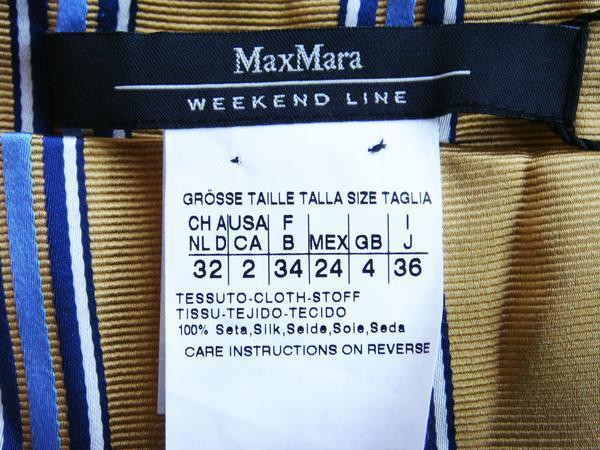 MaxMara
WEEKEND LINE
GRÖSSE TAILLE TALLA SIZE TAGLIA
CH A USA F I
NL D CA B MEX GB J
32 2 34 24 4 36
TESSUTO-CLOTH-STOFF
TISSU-TEJIDO-TECIDO
100% Seta,Silk,Seide,Soie,Seda
CARE INSTRUCTIONS ON REVERSE